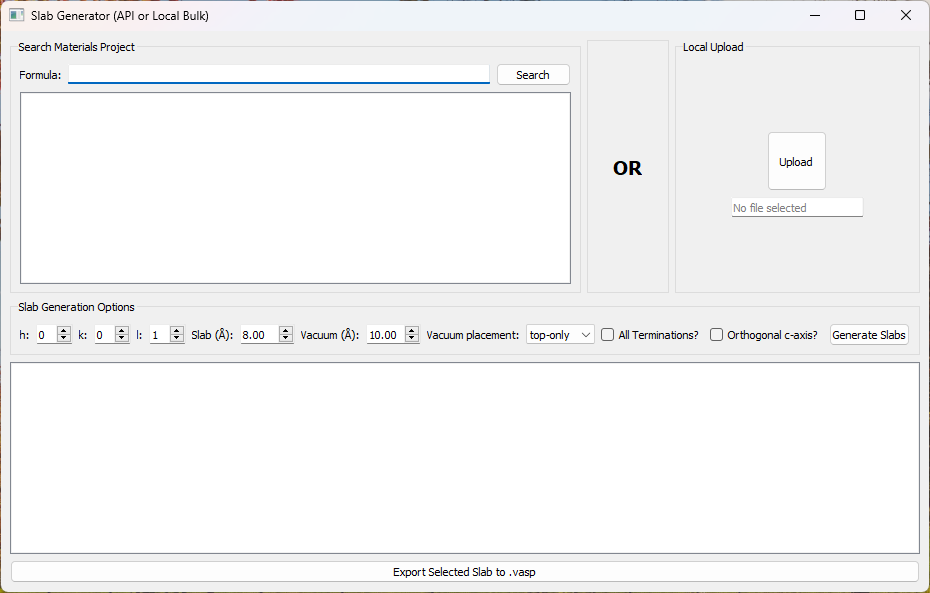 Slab Generator (API or Local Bulk)
Search Materials Project
Formula: Search
OR
Local Upload
Upload
No file selected
Slab Generation Options
h: 0 k: 0 l: 1 Slab (Å): 8.00 Vacuum (Å): 10.00 Vacuum placement: top-only All Terminations? Orthogonal c-axis? Generate Slabs
Export Selected Slab to .vasp